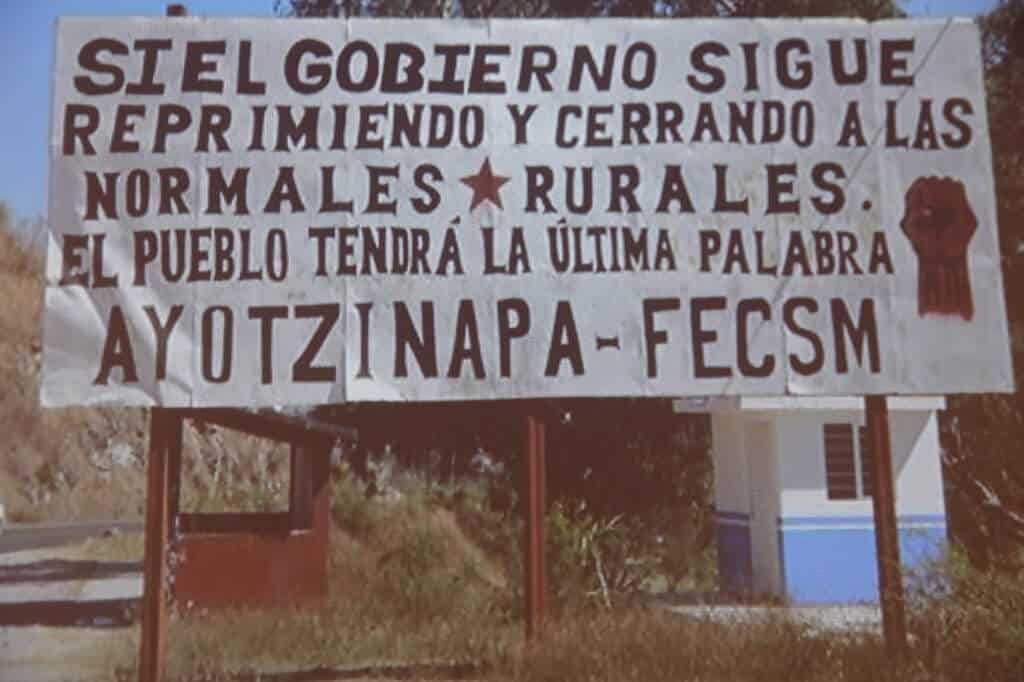 SI EL GOBIERNO SIGUE
REPRIMIENDO Y CERRANDO A LAS
NORMALES ★ RURALES.
EL PUEBLO TENDRÁ LA ÚLTIMA PALABRA
AYOTZINAPA - FECSM